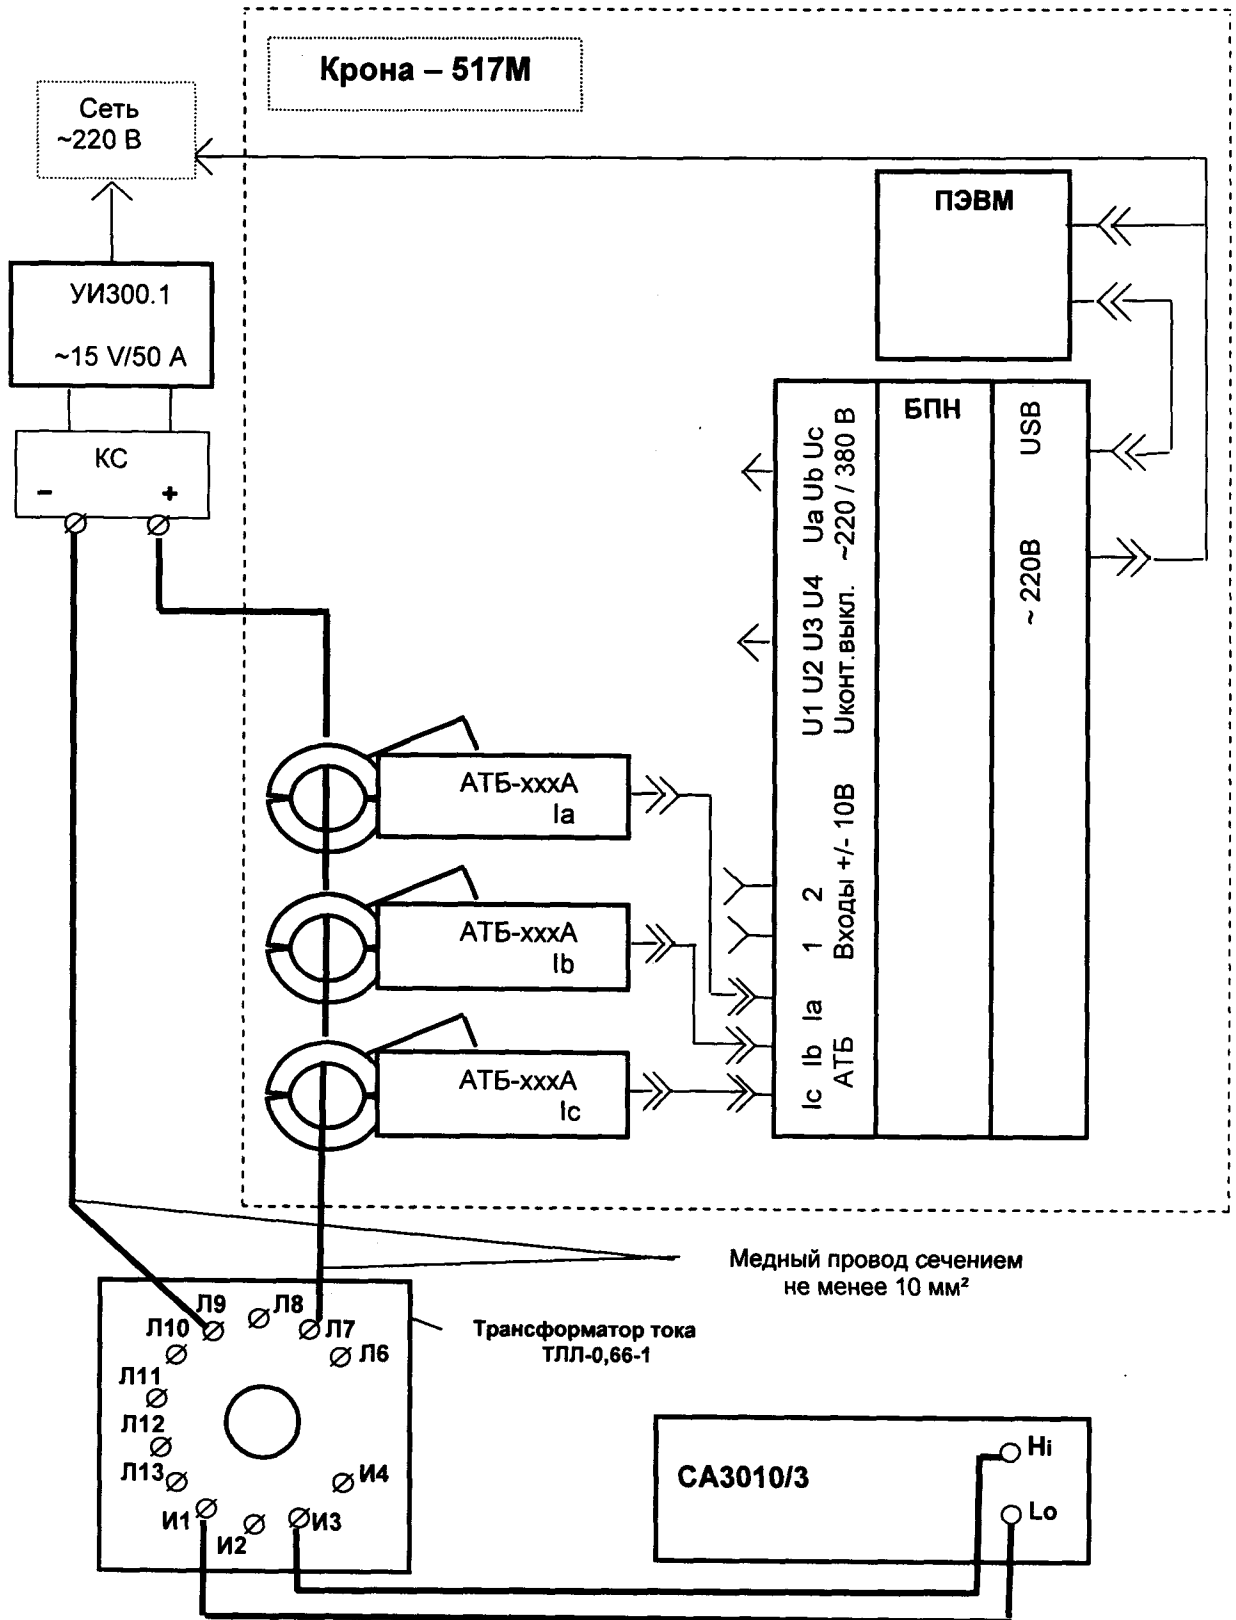 Крона – 517М
Сеть
~220 В
ПЭВМ
УИ300.1
~15 V/50 А
КС
- +
БПН
Ua Ub Uc
~220 / 380 В
USB
~ 220В
U1 U2 U3 U4
Uконт.выкл.
АТБ-хххА
Ia
1 2
Входы +/- 10В
АТБ-хххА
Ib
Ic Ib Ia
АТБ
АТБ-хххА
Ic
Медный провод сечением
не менее 10 мм²
Трансформатор тока
ТЛЛ-0,66-1
Л9
Л8
Л10
Л7
Л6
Л11
Л12
Л13
И4
И1
И2
И3
СА3010/3
Hi
Lo